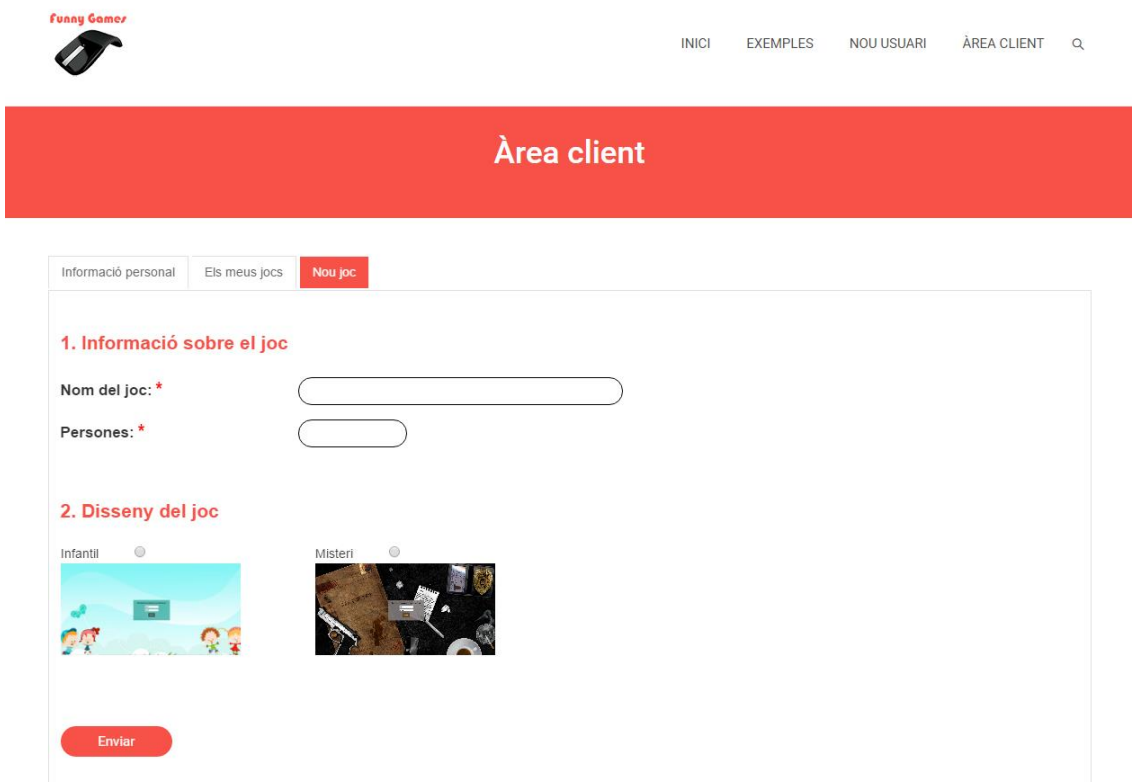 Funny Games
INICI EXEMPLES NOU USUARI ÀREA CLIENT
Àrea client
Informació personal Els meus jocs Nou joc
1. Informació sobre el joc
Nom del joc: *
Persones: *
2. Disseny del joc
Infantil Misteri
Enviar